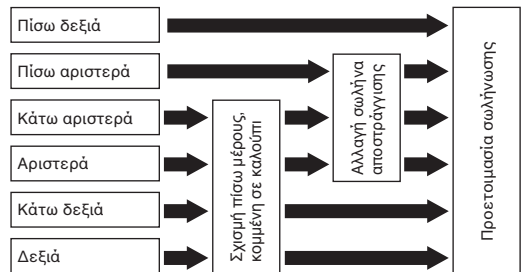 Πίσω δεξιά
Πίσω αριστερά
Κάτω αριστερά
Αριστερά
Κάτω δεξιά
Δεξιά
Σχισμή πίσω μέρους,
κομμένη σε καλούπι
Αλλαγή σωλήνα
αποστράγγισης
Προετοιμασία σωλήνωσης